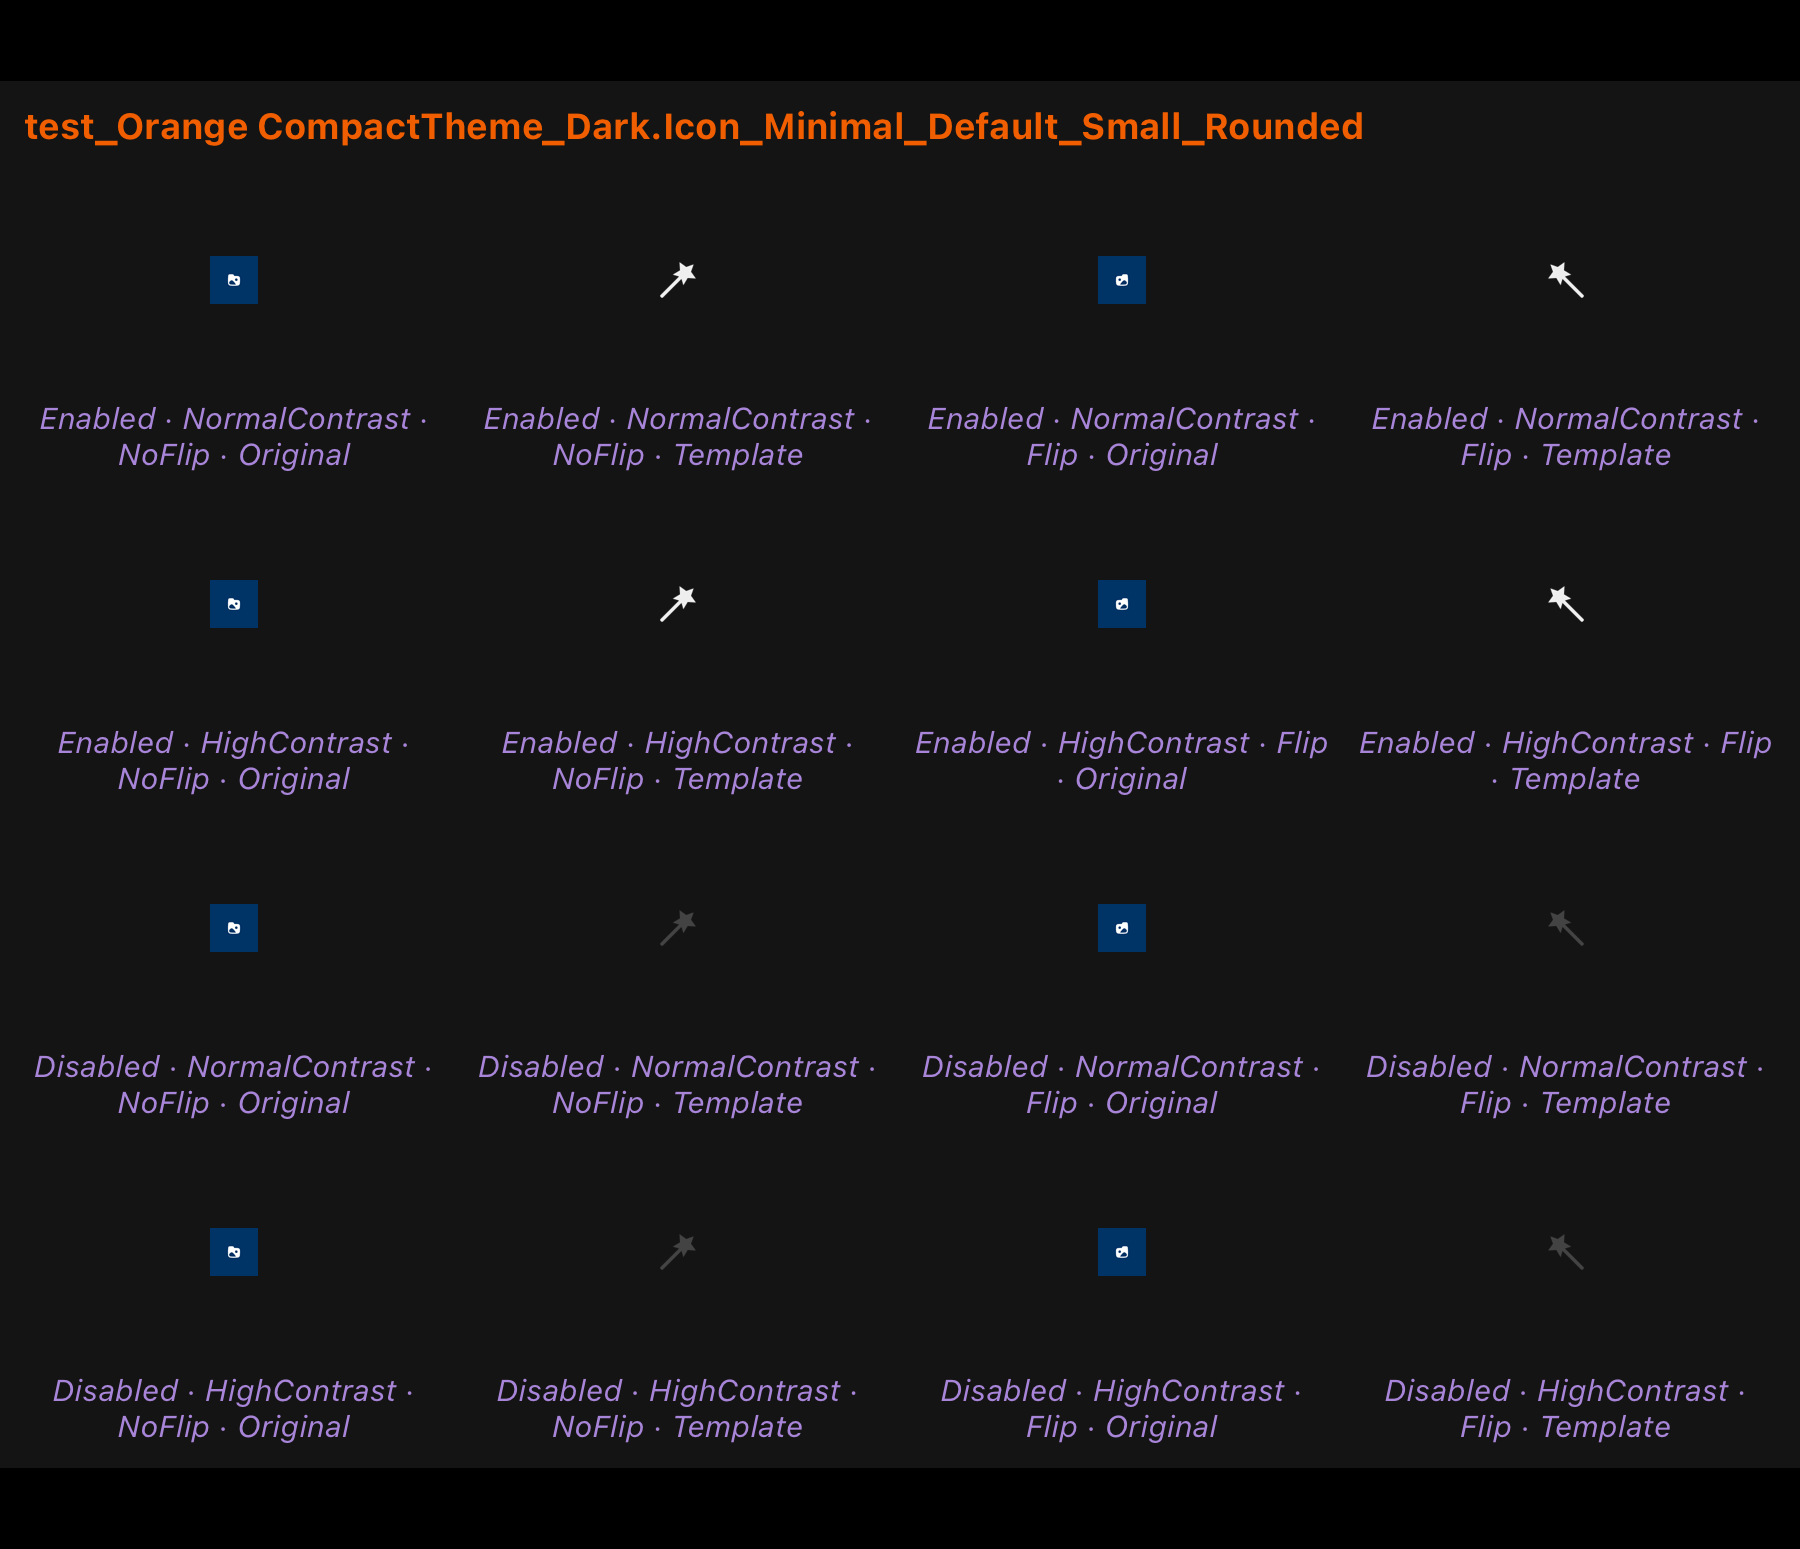 test_Orange CompactTheme_Dark.Icon_Minimal_Default_Small_Rounded
Enabled · NormalContrast ·
NoFlip · Original
Enabled · NormalContrast ·
NoFlip · Template
Enabled · NormalContrast ·
Flip · Original
Enabled · NormalContrast ·
Flip · Template
Enabled · HighContrast ·
NoFlip · Original
Enabled · HighContrast ·
NoFlip · Template
Enabled · HighContrast · Flip
· Original
Enabled · HighContrast · Flip
· Template
Disabled · NormalContrast ·
NoFlip · Original
Disabled · NormalContrast ·
NoFlip · Template
Disabled · NormalContrast ·
Flip · Original
Disabled · NormalContrast ·
Flip · Template
Disabled · HighContrast ·
NoFlip · Original
Disabled · HighContrast ·
NoFlip · Template
Disabled · HighContrast ·
Flip · Original
Disabled · HighContrast ·
Flip · Template